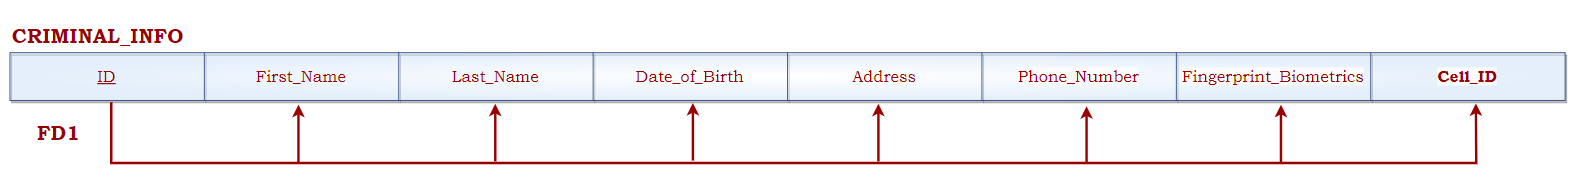 CRIMINAL_INFO
ID First_Name Last_Name Date_of_Birth Address Phone_Number Fingerprint_Biometrics Cell_ID
FD1